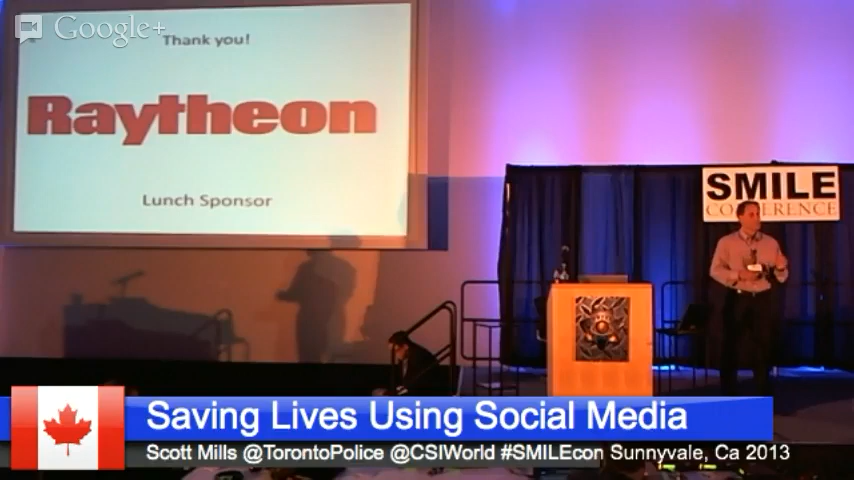 Google+
Thank you!
Raytheon
Lunch Sponsor
SMILE
CONFERENCE
Saving Lives Using Social Media
Scott Mills @TorontoPolice @CSIWorld #SMILEcon Sunnyvale, Ca 2013